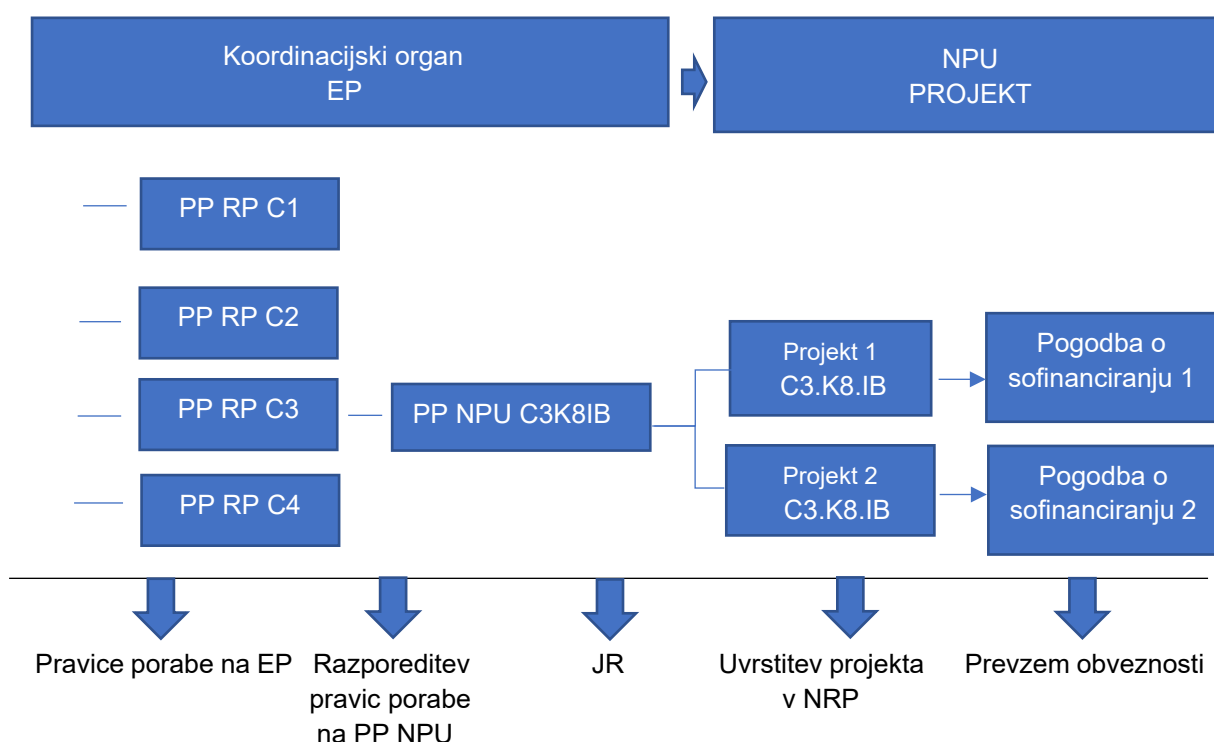 Koordinacijski organ
EP
NPU
PROJEKT
PP RP C1
PP RP C2
PP RP C3
PP RP C4
PP NPU C3K8IB
Projekt 1
C3.K8.IB
Projekt 2
C3.K8.IB
Pogodba o
sofinanciranju 1
Pogodba o
sofinanciranju 2
Pravice porabe na EP
Razporeditev
pravic porabe
na PP NPU
JR
Uvrstitev projekta
v NRP
Prevzem obveznosti